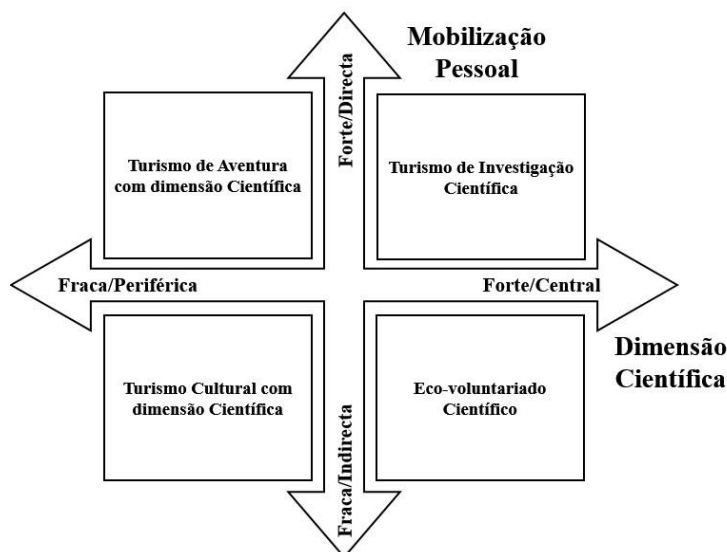 Mobilização
Pessoal
Forte/Directa
Turismo de Aventura
com dimensão Científica
Turismo de Investigação
Científica
Fraca/Periférica
Forte/Central
Dimensão
Científica
Turismo Cultural com
dimensão Científica
Eco-voluntariado
Científico
Fraca/Indirecta